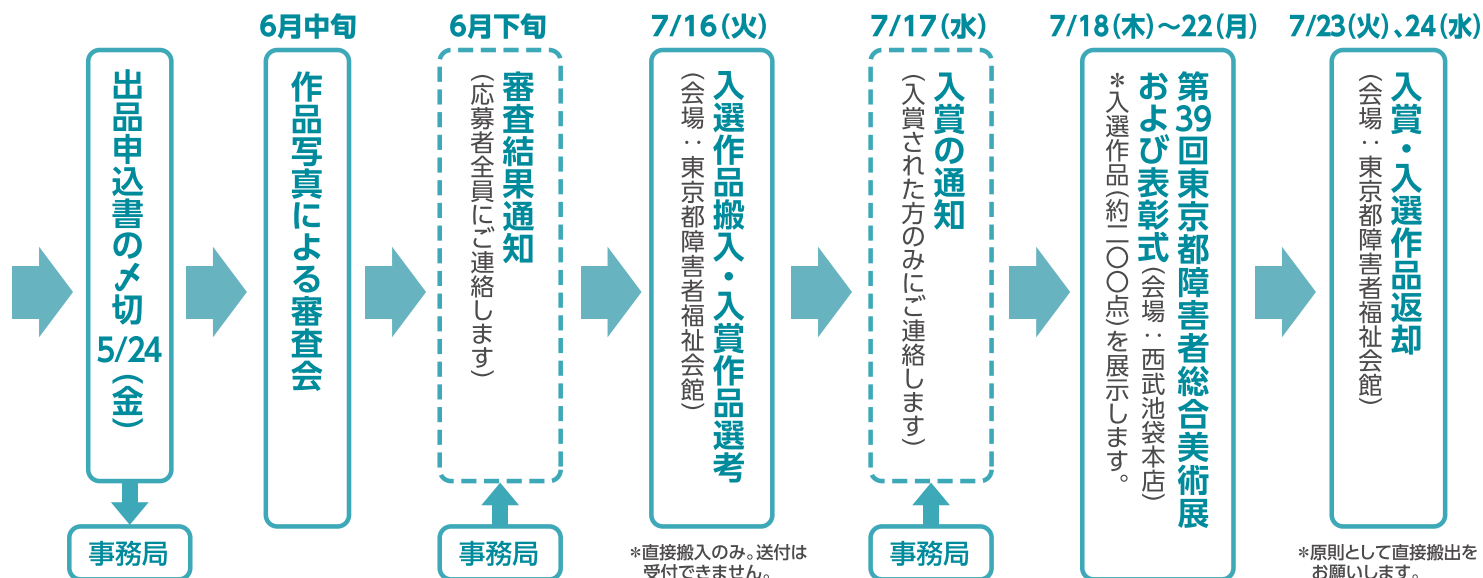 出品申込書の〆切
5/24
(金)
事務局
6月中旬
作品写真による審査会
6月下旬
審査結果通知
(応募者全員にご連絡します)
事務局
7/16(火)
入選作品搬入・入賞作品選考
(会場:東京都障害者福祉会館)
*直接搬入のみ。送付は
受付できません。
7/17(水)
入賞の通知
(入賞された方のみにご連絡します)
事務局
7/18(木)~22(月)
第39回東京都障害者総合美術展
および表彰式(会場:西武池袋本店)
*入選作品(約二〇〇点)を展示します。
7/23(火)、24(水)
入賞・入選作品返却
(会場:東京都障害者福祉会館)
*原則として直接搬出を
お願いします。